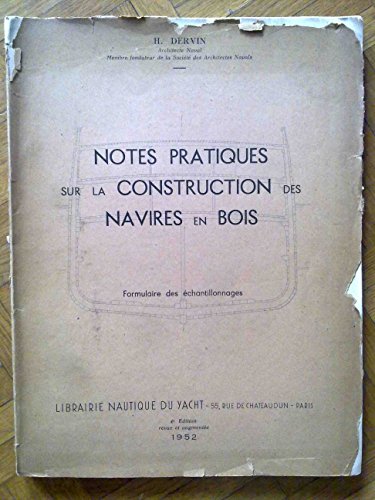 H. DERVIN
Architecte Naval
Membre fondateur de la Société des Architectes Navals
NOTES PRATIQUES
SUR LA CONSTRUCTION DES
NAVIRES EN BOIS
Formulaire des échantillonnages
LIBRAIRIE NAUTIQUE DU YACHT - 55, RUE DE CHATEAUDUN - PARIS
Edition
revue et augmentée
1952